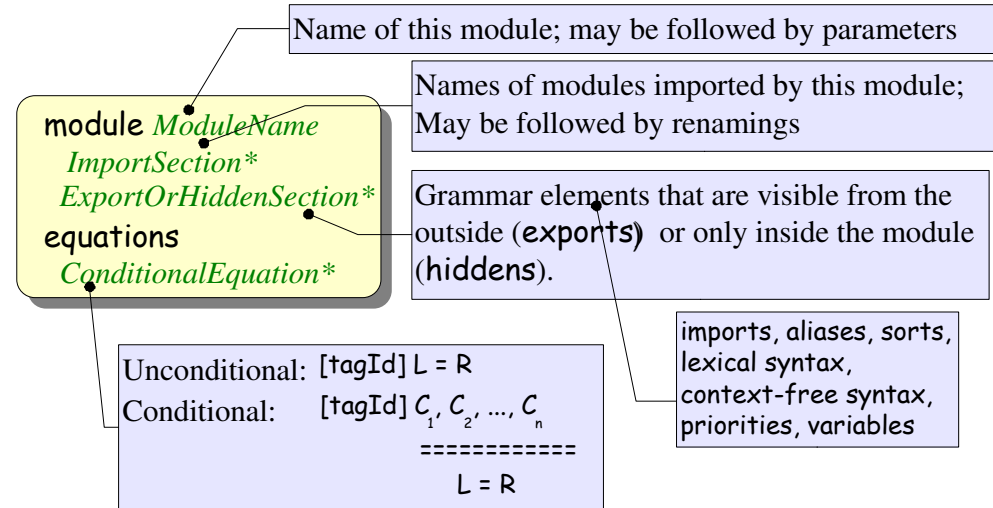 Name of this module; may be followed by parameters
Names of modules imported by this module;
May be followed by renamings
module ModuleName
ImportSection*
ExportOrHiddenSection*
equations
ConditionalEquation*
Grammar elements that are visible from the
outside (exports) or only inside the module
(hiddens).
imports, aliases, sorts,
lexical syntax,
context-free syntax,
priorities, variables
Unconditional: [tagId] L = R
Conditional: [tagId] C1, C2, ..., Cn
============
L = R